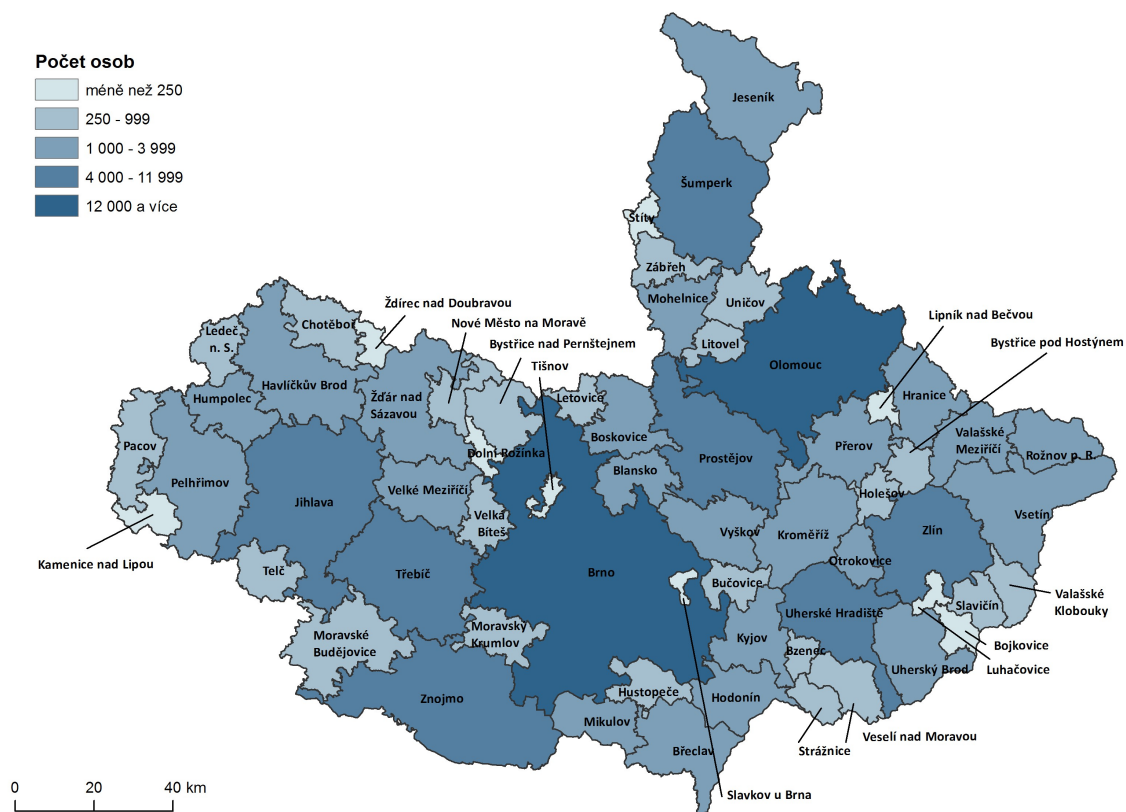 Počet osob
méně než 250
250 - 999
1 000 - 3 999
4 000 - 11 999
12 000 a více
Jeseník
Šumperk
Štíty
Zábřeh
Mohelnice
Uničov
Litovel
Olomouc
Lipník nad Bečvou
Bystřice pod Hostýnem
Ždírec nad Doubravou
Nové Město na Moravě
Bystřice nad Pernštejnem
Tišnov
Chotěboř
Ledeč
n. S.
Havlíčkův Brod
Humpolec
Žďár nad
Sázavou
Letovice
Boskovice
Blansko
Hranice
Přerov
Valašské
Meziříčí
Rožnov p. R.
Pacov
Pelhřimov
Jihlava
Dolní Rožínka
Velké Meziříčí
Velká
Bíteš
Prostějov
Holešov
Vsetín
Vyškov
Kroměříž
Zlín
Otrokovice
Kamenice nad Lipou
Telč
Třebíč
Brno
Bučovice
Uherské Hradiště
Slavičín
Valašské
Klobouky
Bojkovice
Luhačovice
Moravské
Budějovice
Moravský
Krumlov
Kyjov
Bzenec
Uherský Brod
Znojmo
Hustopeče
Hodonín
Mikulov
Břeclav
Strážnice
Veselí nad Moravou
Slavkov u Brna
0 20 40 km